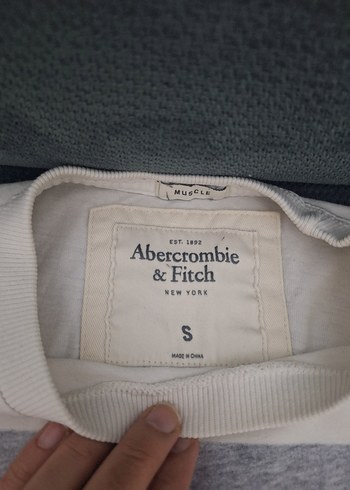 MUSCLE
EST. 1892
Abercrombie
& Fitch
NEW YORK
S
MADE IN CHINA